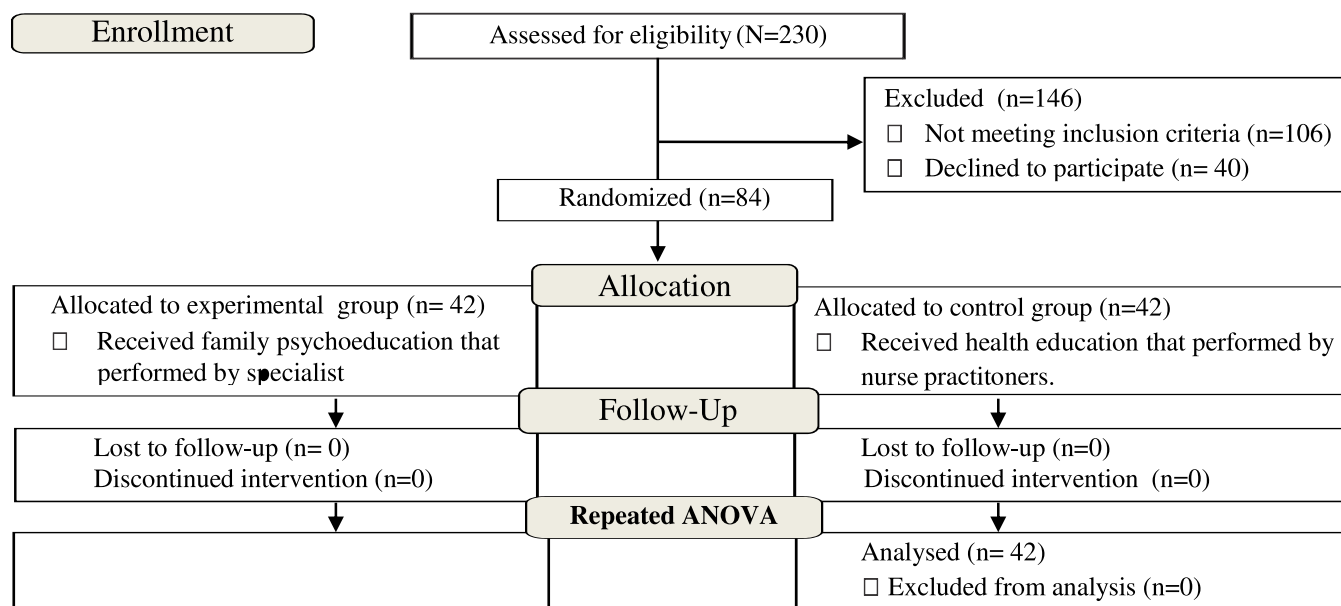 Enrollment
Assessed for eligibility (N=230)
Excluded (n=146)
□ Not meeting inclusion criteria (n=106)
□ Declined to participate (n= 40)
Randomized (n=84)
Allocation
Allocated to experimental group (n= 42)
□ Received family psychoeducation that
performed by specialist
Allocated to control group (n=42)
□ Received health education that performed by
nurse practitoners.
Follow-Up
Lost to follow-up (n= 0)
Discontinued intervention (n=0)
Lost to follow-up (n=0)
Discontinued intervention (n=0)
Repeated ANOVA
Analysed (n= 42)
□ Excluded from analysis (n=0)